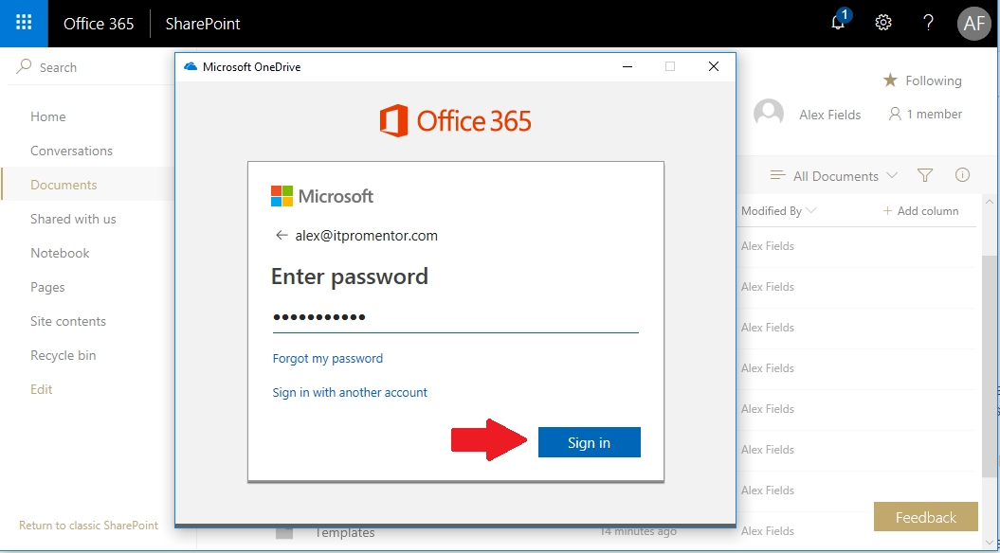 Office 365 SharePoint 1 AF
Search
Home
Conversations
Documents
Shared with us
Notebook
Pages
Site contents
Recycle bin
Edit
Return to classic SharePoint
Microsoft OneDrive
Office 365
Microsoft
alex@itpromentor.com
Enter password
•••••••••••
Forgot my password
Sign in with another account
Sign in
Following
Alex Fields 1 member
All Documents
Modified By + Add column
Alex Fields
Alex Fields
Alex Fields
Alex Fields
Alex Fields
Alex Fields
Alex Fields
Templates 14 minutes ago Alex Fields
Feedback